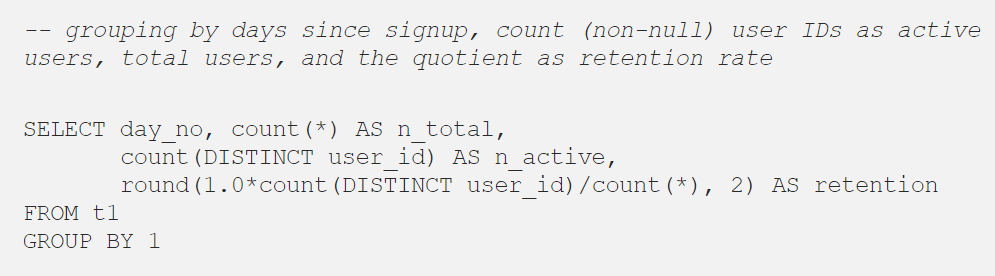 -- grouping by days since signup, count (non-null) user IDs as active
users, total users, and the quotient as retention rate
SELECT day_no, count(*) AS n_total,
       count(DISTINCT user_id) AS n_active,
       round(1.0*count(DISTINCT user_id)/count(*), 2) AS retention
FROM t1
GROUP BY 1